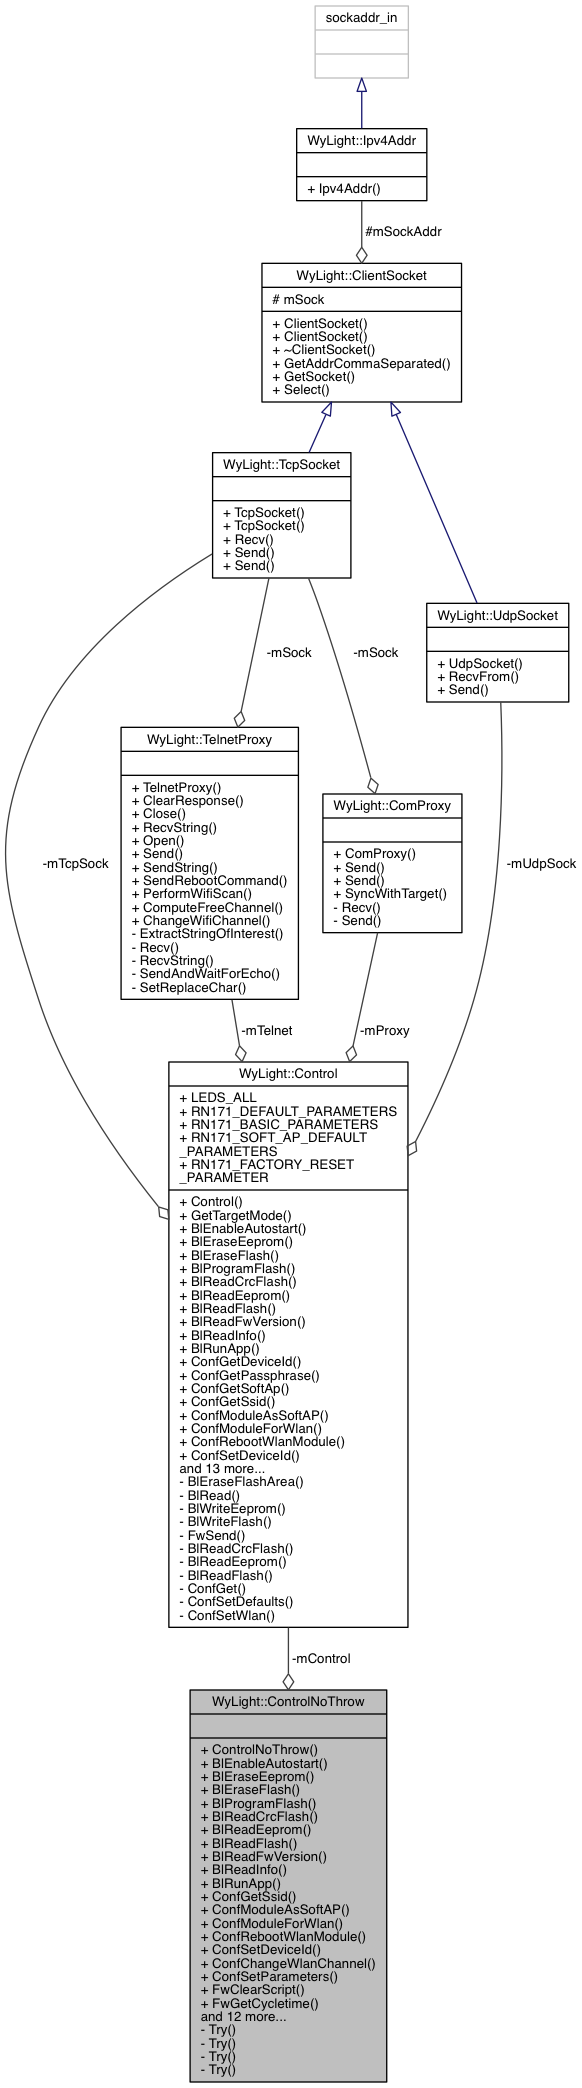 sockaddr_in
WyLight::Ipv4Addr
+ Ipv4Addr()
#mSockAddr
WyLight::ClientSocket
# mSock
+ ClientSocket()
+ ClientSocket()
+ ~ClientSocket()
+ GetAddrCommaSeparated()
+ GetSocket()
+ Select()
WyLight::TcpSocket
+ TcpSocket()
+ TcpSocket()
+ Recv()
+ Send()
+ Send()
WyLight::UdpSocket
+ UdpSocket()
+ RecvFrom()
+ Send()
-mSock
-mSock
WyLight::TelnetProxy
+ TelnetProxy()
+ ClearResponse()
+ Close()
+ RecvString()
+ Open()
+ Send()
+ SendString()
+ SendRebootCommand()
+ PerformWifiScan()
+ ComputeFreeChannel()
+ ChangeWifiChannel()
- ExtractStringOfInterest()
- Recv()
- RecvString()
- SendAndWaitForEcho()
- SetReplaceChar()
WyLight::ComProxy
+ ComProxy()
+ Send()
+ Send()
+ SyncWithTarget()
- Recv()
- Send()
-mTcpSock
-mUdpSock
-mTelnet
-mProxy
WyLight::Control
+ LEDS_ALL
+ RN171_DEFAULT_PARAMETERS
+ RN171_BASIC_PARAMETERS
+ RN171_SOFT_AP_DEFAULT
_PARAMETERS
+ RN171_FACTORY_RESET
_PARAMETER
+ Control()
+ GetTargetMode()
+ BlEnableAutostart()
+ BlEraseEeprom()
+ BlEraseFlash()
+ BlProgramFlash()
+ BlReadCrcFlash()
+ BlReadEeprom()
+ BlReadFlash()
+ BlReadFwVersion()
+ BlReadInfo()
+ BlRunApp()
+ ConfGetDeviceId()
+ ConfGetPassphrase()
+ ConfGetSoftAp()
+ ConfGetSsid()
+ ConfModuleAsSoftAP()
+ ConfModuleForWlan()
+ ConfRebootWlanModule()
+ ConfSetDeviceId()
and 13 more...
- BlEraseFlashArea()
- BlRead()
- BlWriteEeprom()
- BlWriteFlash()
- FwSend()
- BlReadCrcFlash()
- BlReadEeprom()
- BlReadFlash()
- ConfGet()
- ConfSetDefaults()
- ConfSetWlan()
-mControl
WyLight::ControlNoThrow
+ ControlNoThrow()
+ BlEnableAutostart()
+ BlEraseEeprom()
+ BlEraseFlash()
+ BlProgramFlash()
+ BlReadCrcFlash()
+ BlReadEeprom()
+ BlReadFlash()
+ BlReadFwVersion()
+ BlReadInfo()
+ BlRunApp()
+ ConfGetSsid()
+ ConfModuleAsSoftAP()
+ ConfModuleForWlan()
+ ConfRebootWlanModule()
+ ConfSetDeviceId()
+ ConfChangeWlanChannel()
+ ConfSetParameters()
+ FwClearScript()
+ FwGetCycletime()
and 12 more...
- Try()
- Try()
- Try()
- Try()